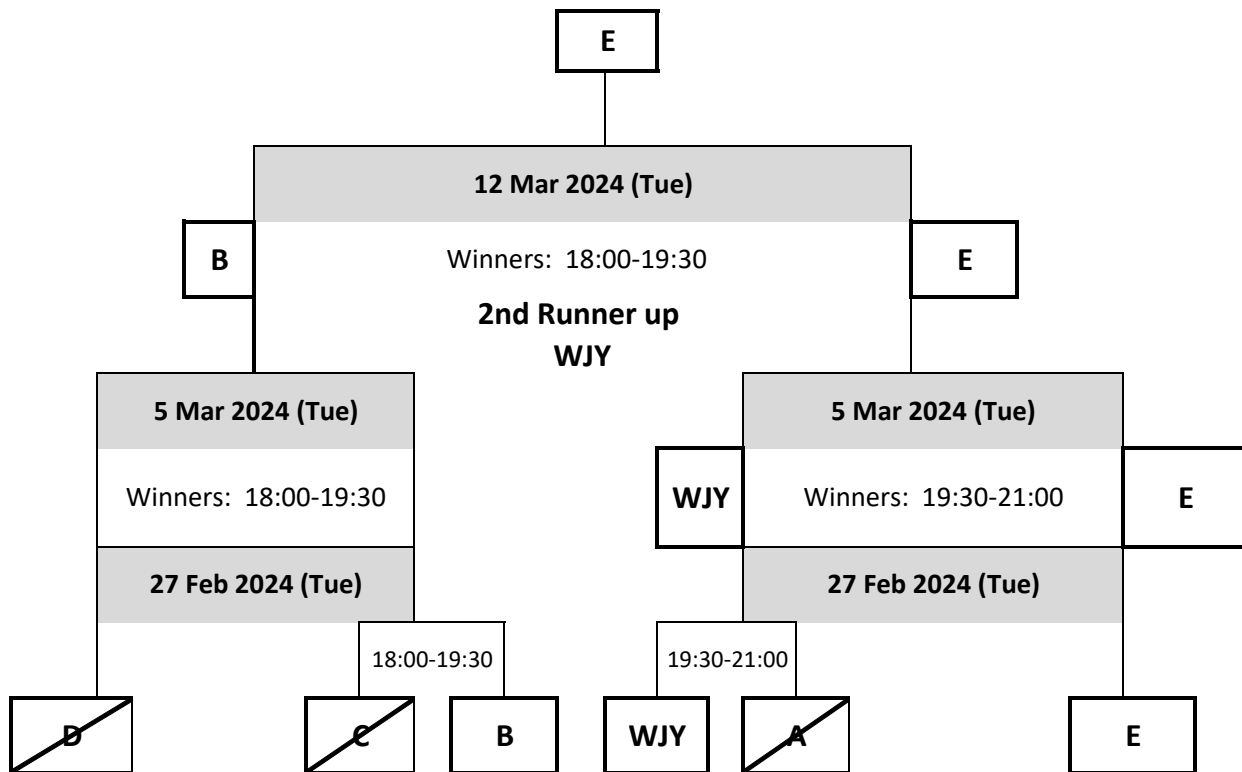 E
12 Mar 2024 (Tue)
B
Winners: 18:00-19:30
E
2nd Runner up
WJY
5 Mar 2024 (Tue)
5 Mar 2024 (Tue)
Winners: 18:00-19:30
WJY
Winners: 19:30-21:00
E
27 Feb 2024 (Tue)
27 Feb 2024 (Tue)
18:00-19:30
19:30-21:00
D
C
B
WJY
A
E